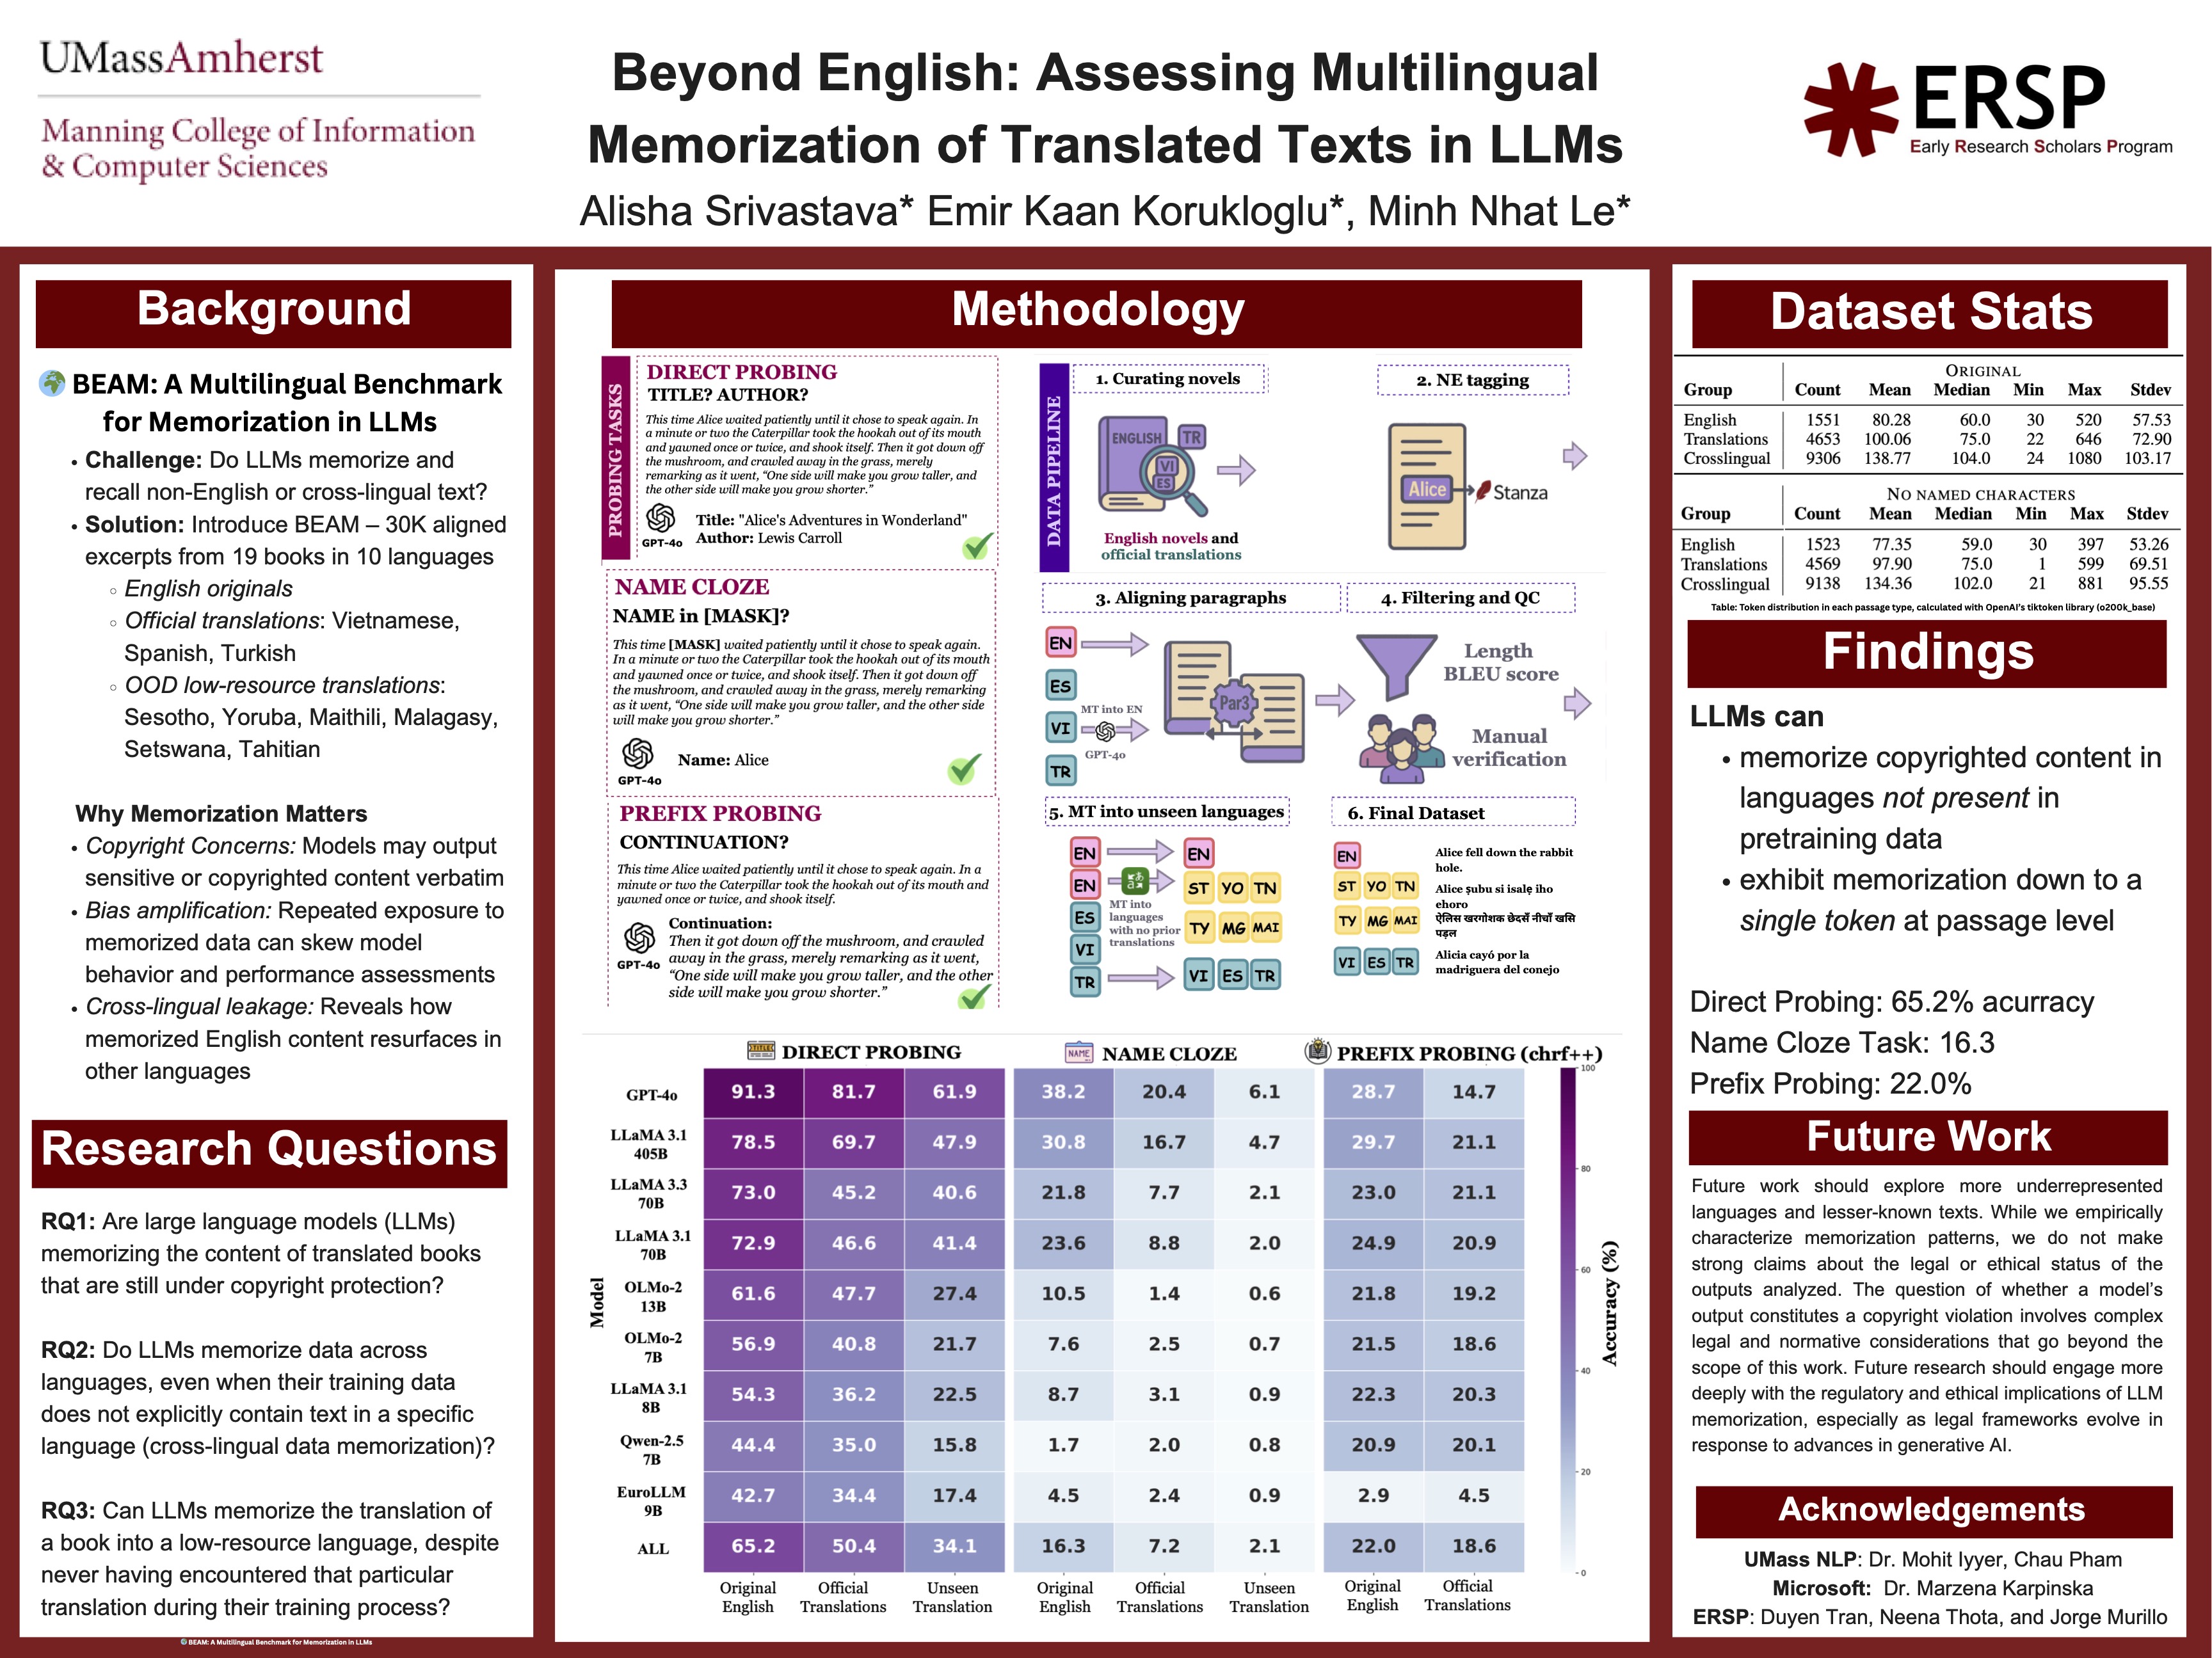 UMassAmherst
Manning College of Information
& Computer Sciences
Beyond English: Assessing Multilingual
Memorization of Translated Texts in LLMs
Alisha Srivastava* Emir Kaan Korukloglu*, Minh Nhat Le*
ERSP
Early Research Scholars Program
Background
BEAM: A Multilingual Benchmark
for Memorization in LLMs
• Challenge: Do LLMs memorize and
recall non-English or cross-lingual text?
• Solution: Introduce BEAM – 30K aligned
excerpts from 19 books in 10 languages
◦ English originals
◦ Official translations: Vietnamese,
Spanish, Turkish
◦ OOD low-resource translations:
Sesotho, Yoruba, Maithili, Malagasy,
Setswana, Tahitian
Why Memorization Matters
• Copyright Concerns: Models may output
sensitive or copyrighted content verbatim
• Bias amplification: Repeated exposure to
memorized data can skew model
behavior and performance assessments
• Cross-lingual leakage: Reveals how
memorized English content resurfaces in
other languages
Research Questions
RQ1: Are large language models (LLMs)
memorizing the content of translated books
that are still under copyright protection?
RQ2: Do LLMs memorize data across
languages, even when their training data
does not explicitly contain text in a specific
language (cross-lingual data memorization)?
RQ3: Can LLMs memorize the translation of
a book into a low-resource language, despite
never having encountered that particular
translation during their training process?
BEAM: A Multilingual Benchmark for Memorization in LLMs
Methodology
PROBING TASKS
DIRECT PROBING
TITLE? AUTHOR?
This time Alice waited patiently until it chose to speak again. In
a minute or two the Caterpillar took the hookah out of its mouth
and yawned once or twice, and shook itself. Then it got down off
the mushroom, and crawled away in the grass, merely
remarking as it went, “One side will make you grow taller, and
the other side will make you grow shorter.”
GPT-4o
Title: "Alice's Adventures in Wonderland"
Author: Lewis Carroll
NAME CLOZE
NAME in [MASK]?
This time [MASK] waited patiently until it chose to speak again.
In a minute or two the Caterpillar took the hookah out of its mouth
and yawned once or twice, and shook itself. Then it got down off
the mushroom, and crawled away in the grass, merely remarking
as it went, “One side will make you grow taller, and the other side
will make you grow shorter.”
GPT-4o
Name: Alice
PREFIX PROBING
CONTINUATION?
This time Alice waited patiently until it chose to speak again. In a
minute or two the Caterpillar took the hookah out of its mouth and
yawned once or twice, and shook itself.
GPT-4o
Continuation:
Then it got down off the mushroom, and crawled
away in the grass, merely remarking as it went,
“One side will make you grow taller, and the other
side will make you grow shorter.”
DATA PIPELINE
1. Curating novels
ENGLISH TR
VI
ES
English novels and
official translations
2. NE tagging
Alice
Stanza
3. Aligning paragraphs
EN
ES
VI
TR
MT into EN
GPT-4o
Par3
4. Filtering and QC
Length
BLEU score
Manual
verification
5. MT into unseen languages
EN EN
EN ST YO TN
MT into
languages
with no prior
translations
TY MG MAI
ES
VI
TR VI ES TR
6. Final Dataset
EN Alice fell down the rabbit
hole.
ST YO TN Alice ṣubu si isalẹ iho
ehoro
TY MG MAI ऐलिस खरगोशक छेदसँ नीचाँ खसि
पड़ल
VI ES TR Alicia cayó por la
madriguera del conejo
DIRECT PROBING NAME CLOZE PREFIX PROBING (chrf++)
GPT-4o 91.3 81.7 61.9 38.2 20.4 6.1 28.7 14.7
LLaMA 3.1
405B 78.5 69.7 47.9 30.8 16.7 4.7 29.7 21.1
LLaMA 3.3
70B 73.0 45.2 40.6 21.8 7.7 2.1 23.0 21.1
LLaMA 3.1
70B 72.9 46.6 41.4 23.6 8.8 2.0 24.9 20.9
OLMo-2
13B 61.6 47.7 27.4 10.5 1.4 0.6 21.8 19.2
OLMo-2
7B 56.9 40.8 21.7 7.6 2.5 0.7 21.5 18.6
LLaMA 3.1
8B 54.3 36.2 22.5 8.7 3.1 0.9 22.3 20.3
Qwen-2.5
7B 44.4 35.0 15.8 1.7 2.0 0.8 20.9 20.1
EuroLLM
9B 42.7 34.4 17.4 4.5 2.4 0.9 2.9 4.5
ALL 65.2 50.4 34.1 16.3 7.2 2.1 22.0 18.6
Original Official Unseen Original Official Unseen Original Official
English Translations Translation English Translations Translation English Translations
Model
100
80
60
40
20
0
Accuracy (%)
Dataset Stats
ORIGINAL
Group Count Mean Median Min Max Stdev
English 1551 80.28 60.0 30 520 57.53
Translations 4653 100.06 75.0 22 646 72.90
Crosslingual 9306 138.77 104.0 24 1080 103.17
NO NAMED CHARACTERS
Group Count Mean Median Min Max Stdev
English 1523 77.35 59.0 30 397 53.26
Translations 4569 97.90 75.0 1 599 69.51
Crosslingual 9138 134.36 102.0 21 881 95.55
Table: Token distribution in each passage type, calculated with OpenAI's tiktoken library (o200k_base)
Findings
LLMs can
• memorize copyrighted content in
languages not present in
pretraining data
• exhibit memorization down to a
single token at passage level
Direct Probing: 65.2% acurracy
Name Cloze Task: 16.3
Prefix Probing: 22.0%
Future Work
Future work should explore more underrepresented
languages and lesser-known texts. While we empirically
characterize memorization patterns, we do not make
strong claims about the legal or ethical status of the
outputs analyzed. The question of whether a model's
output constitutes a copyright violation involves complex
legal and normative considerations that go beyond the
scope of this work. Future research should engage more
deeply with the regulatory and ethical implications of LLM
memorization, especially as legal frameworks evolve in
response to advances in generative AI.
Acknowledgements
UMass NLP: Dr. Mohit Iyyer, Chau Pham
Microsoft: Dr. Marzena Karpinska
ERSP: Duyen Tran, Neena Thota, and Jorge Murillo